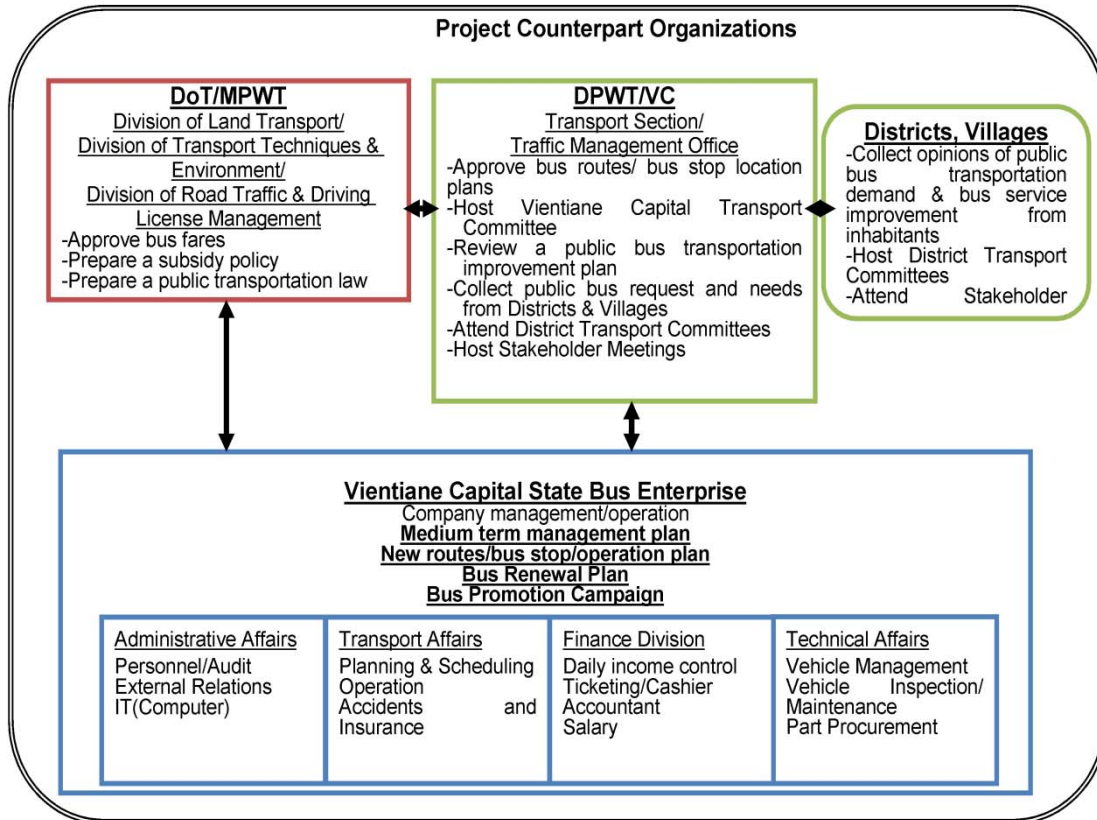 Project Counterpart Organizations
DoT/MPWT
Division of Land Transport/
Division of Transport Techniques &
Environment/
Division of Road Traffic & Driving
License Management
-Approve bus fares
-Prepare a subsidy policy
-Prepare a public transportation law
DPWT/VC
Transport Section/
Traffic Management Office
-Approve bus routes/ bus stop location
plans
-Host Vientiane Capital Transport
Committee
-Review a public bus transportation
improvement plan
-Collect public bus request and needs
from Districts & Villages
-Attend District Transport Committees
-Host Stakeholder Meetings
Districts, Villages
-Collect opinions of public
bus transportation
demand & bus service
improvement from
inhabitants
-Host District Transport
Committees
-Attend Stakeholder
Vientiane Capital State Bus Enterprise
Company management/operation
Medium term management plan
New routes/bus stop/operation plan
Bus Renewal Plan
Bus Promotion Campaign
Administrative Affairs
Personnel/Audit
External Relations
IT(Computer)
Transport Affairs
Planning & Scheduling
Operation
Accidents and
Insurance
Finance Division
Daily income control
Ticketing/Cashier
Accountant
Salary
Technical Affairs
Vehicle Management
Vehicle Inspection/
Maintenance
Part Procurement